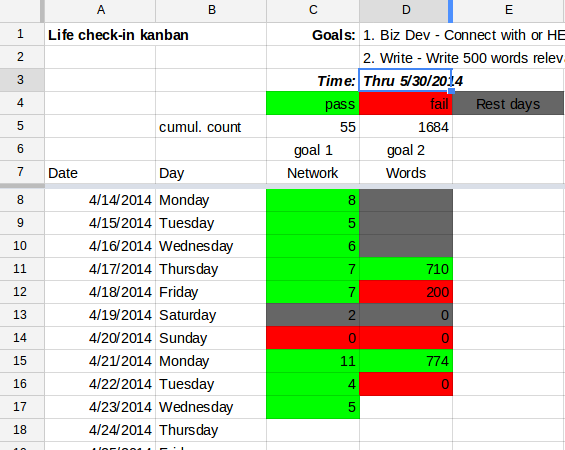 A B C D E
1 Life check-in kanban Goals: 1. Biz Dev - Connect with or HE
2 2. Write - Write 500 words relev
3 Time: Thru 5/30/2014
4 pass fail Rest days
5 cumul. count 55 1684
6 goal 1 goal 2
7 Date Day Network Words
8 4/14/2014 Monday 8
9 4/15/2014 Tuesday 5
10 4/16/2014 Wednesday 6
11 4/17/2014 Thursday 7 710
12 4/18/2014 Friday 7 200
13 4/19/2014 Saturday 2 0
14 4/20/2014 Sunday 0 0
15 4/21/2014 Monday 11 774
16 4/22/2014 Tuesday 4 0
17 4/23/2014 Wednesday 5
18 4/24/2014 Thursday